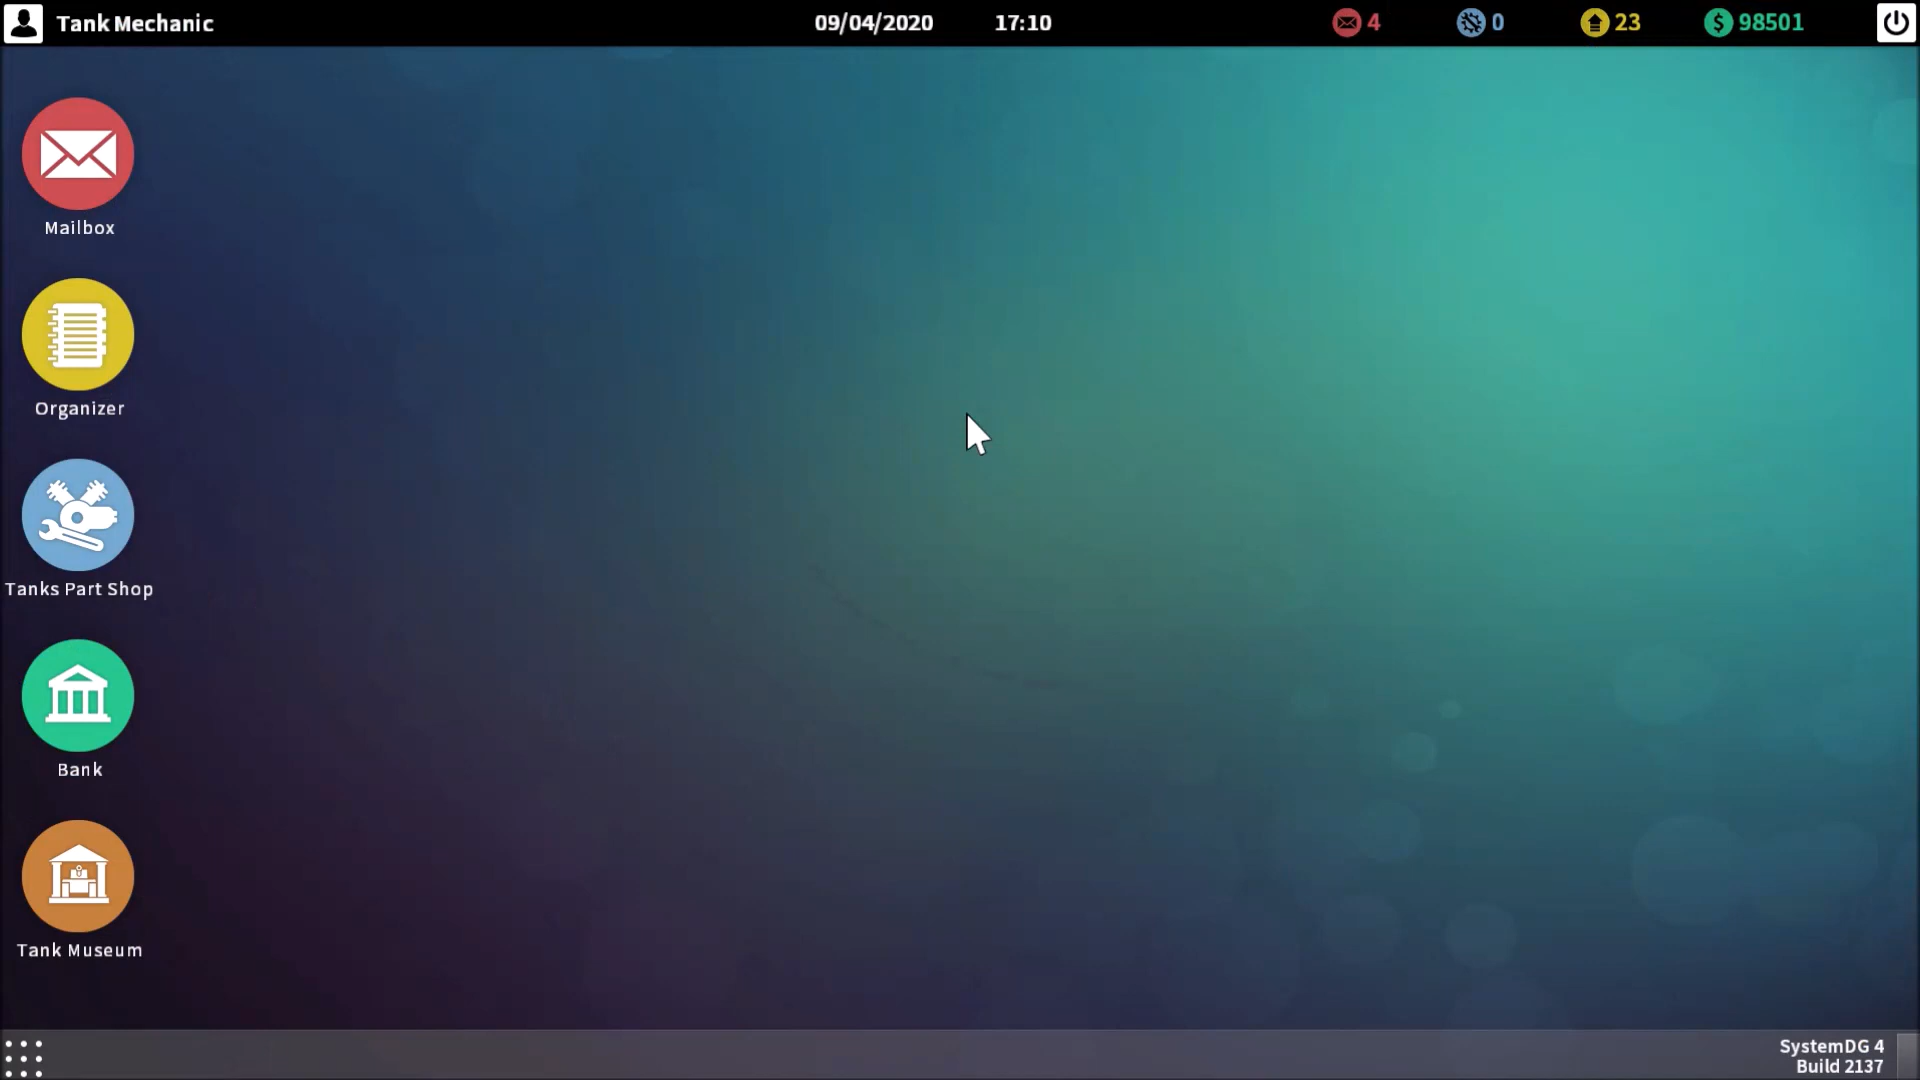 Tank Mechanic
09/04/2020 17:10
4
0
23
98501
Mailbox
Organizer
Tanks Part Shop
Bank
Tank Museum
SystemDG 4
Build 2137